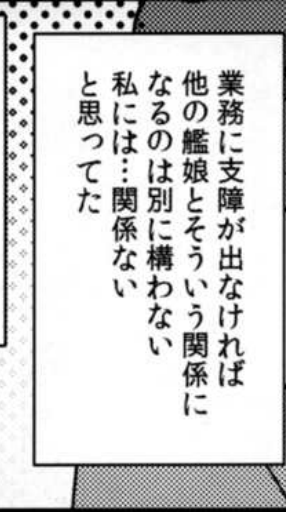 業務に支障が出なければ
他の艦娘とそういう関係に
なるのは別に構わない
私には…関係ない
と思ってた